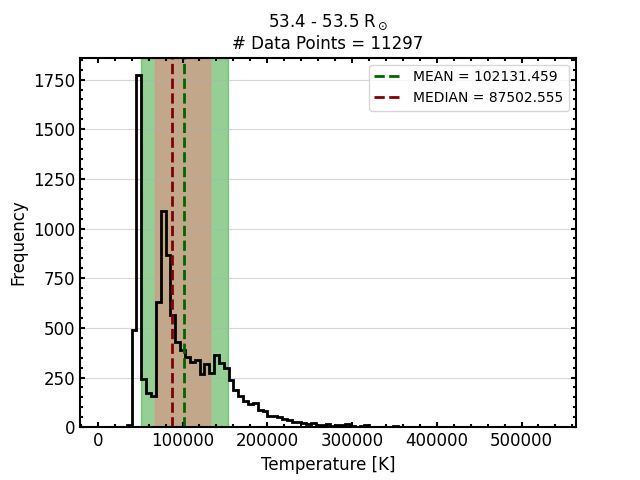 53.4 - 53.5 R⊙
# Data Points = 11297
MEAN = 102131.459
MEDIAN = 87502.555
Frequency
1750
1500
1250
1000
750
500
250
0
0 100000 200000 300000 400000 500000
Temperature [K]